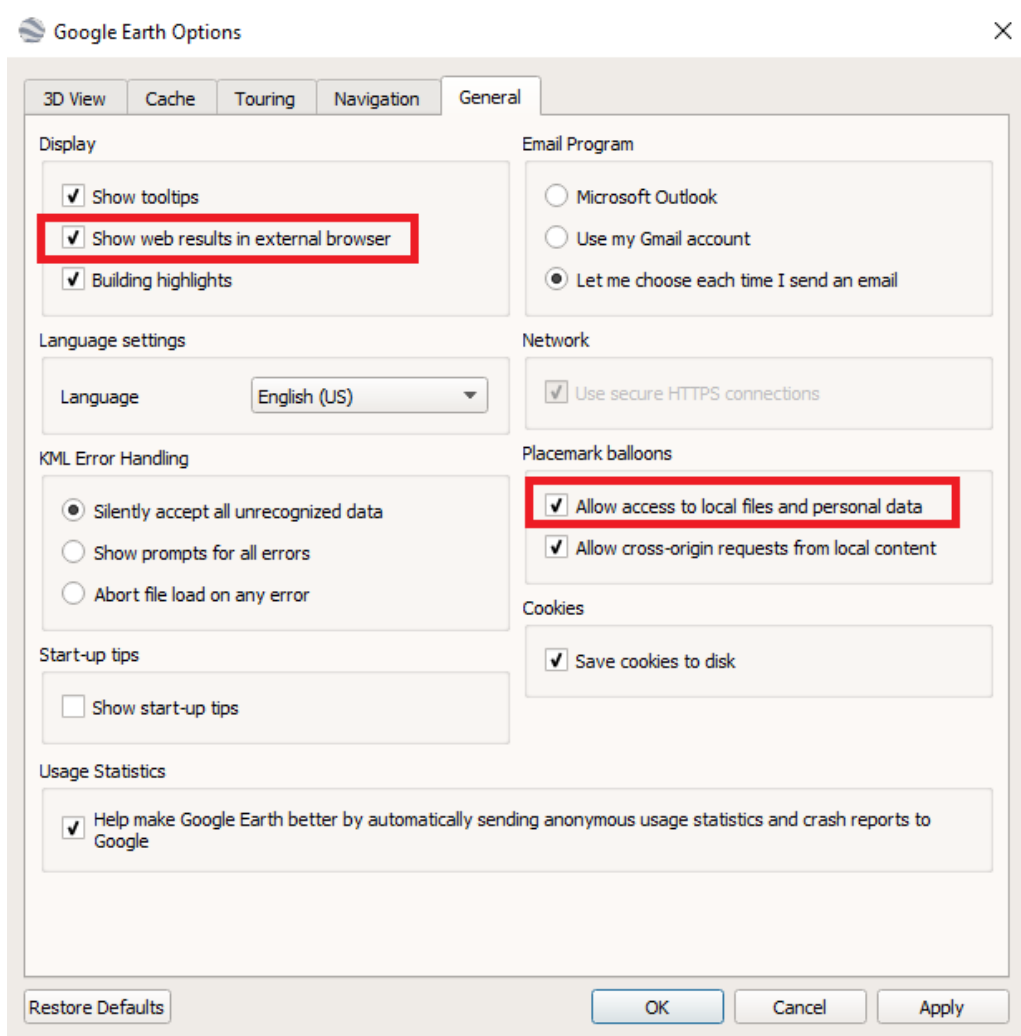 Google Earth Options
3D View
Cache
Touring
Navigation
General
Display
Show tooltips
Show web results in external browser
Building highlights
Email Program
Microsoft Outlook
Use my Gmail account
Let me choose each time I send an email
Language settings
Language
English (US)
Network
Use secure HTTPS connections
KML Error Handling
Silently accept all unrecognized data
Show prompts for all errors
Abort file load on any error
Placemark balloons
Allow access to local files and personal data
Allow cross-origin requests from local content
Cookies
Save cookies to disk
Start-up tips
Show start-up tips
Usage Statistics
Help make Google Earth better by automatically sending anonymous usage statistics and crash reports to
Google
Restore Defaults
OK
Cancel
Apply